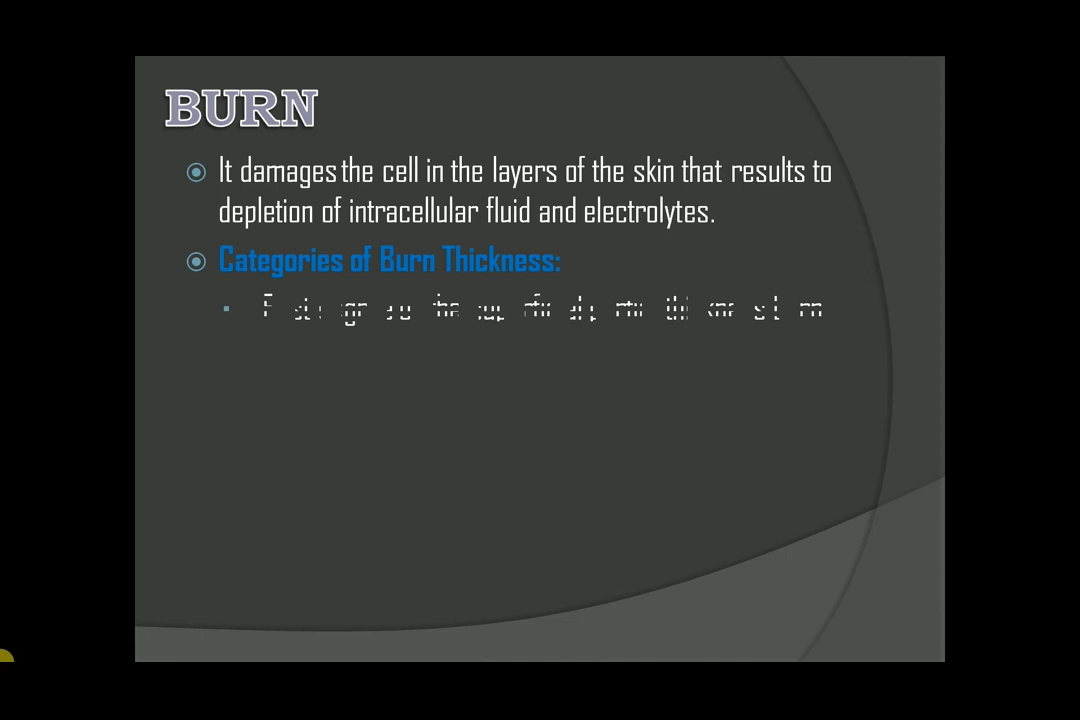 BURN
It damages the cell in the layers of the skin that results to
depletion of intracellular fluid and electrolytes.
Categories of Burn Thickness: